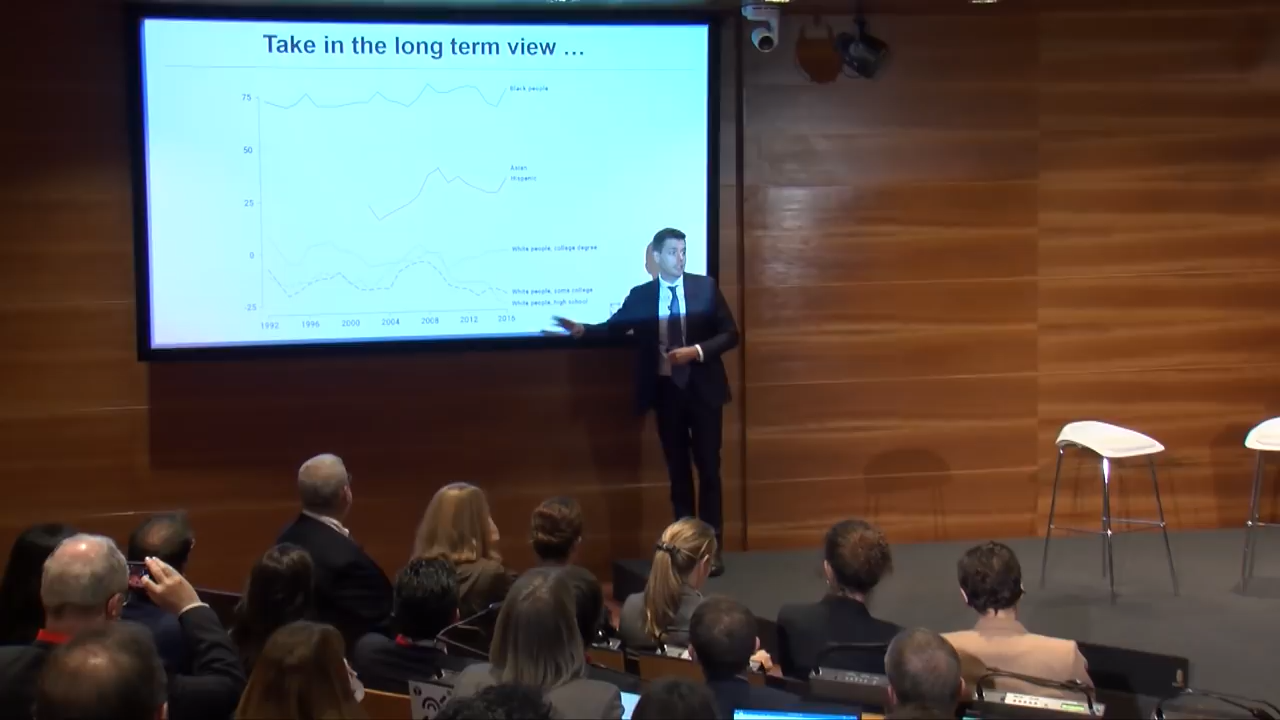 Take in the long term view ...
75
Black people
50
Asian
Hispanic
25
0
White people, college degree
White people, some college
White people, high school
-25
1992 1996 2000 2004 2008 2012 2016